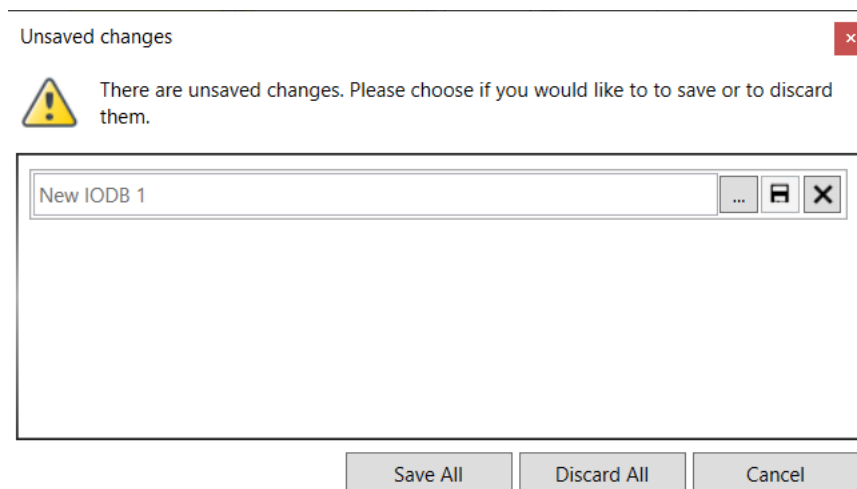 Unsaved changes
There are unsaved changes. Please choose if you would like to to save or to discard
them.
New IODB 1
...
Save All
Discard All
Cancel